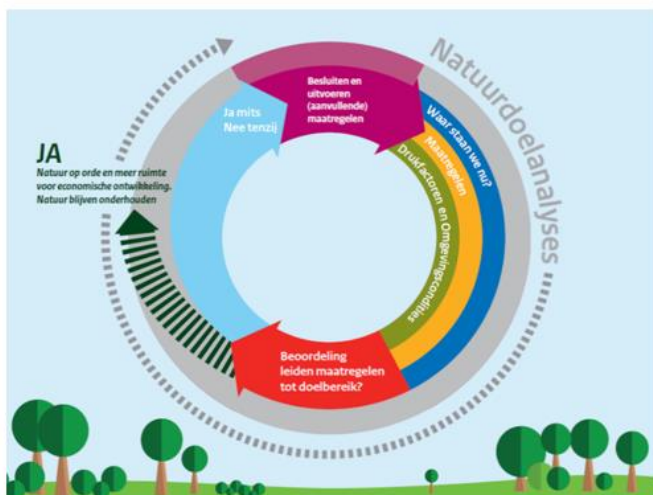 Natuurdoelanalyses
Besluiten en
uitvoeren
(aanvullende)
maatregelen
Ja mits
Nee tenzij
Waar staan we nu?
Maatregelen
Drukfactoren en Omgevingscondities
JA
Natuur op orde en meer ruimte
voor economische ontwikkeling.
Natuur blijven onderhouden
Beoordeling
leiden maatregelen
tot doelbereik?